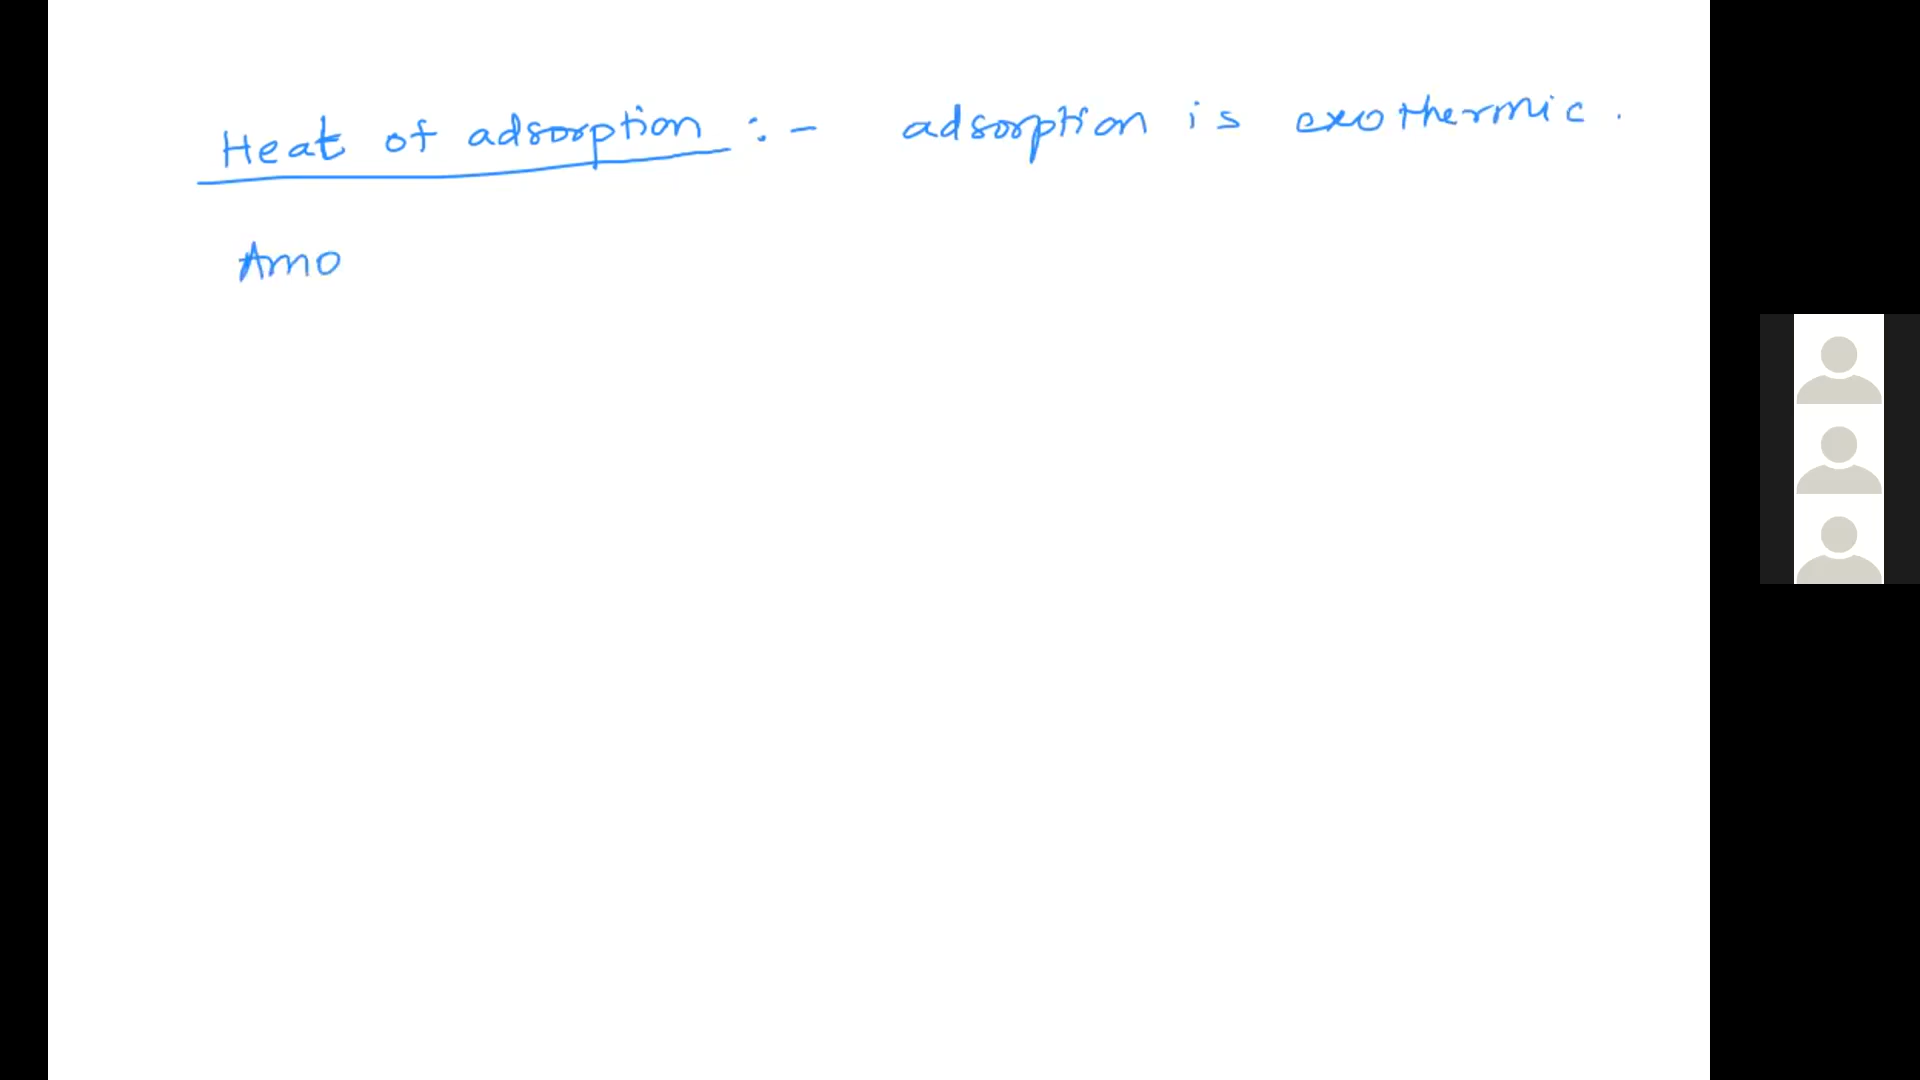 Heat of adsorption :- adsorption is exothermic.
Amo